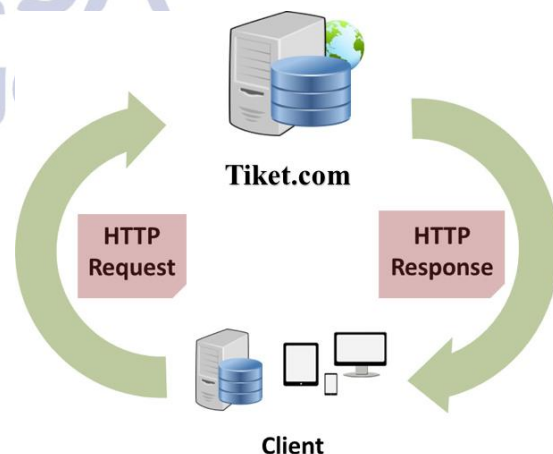 Tiket.com
HTTP
Request
HTTP
Response
Client